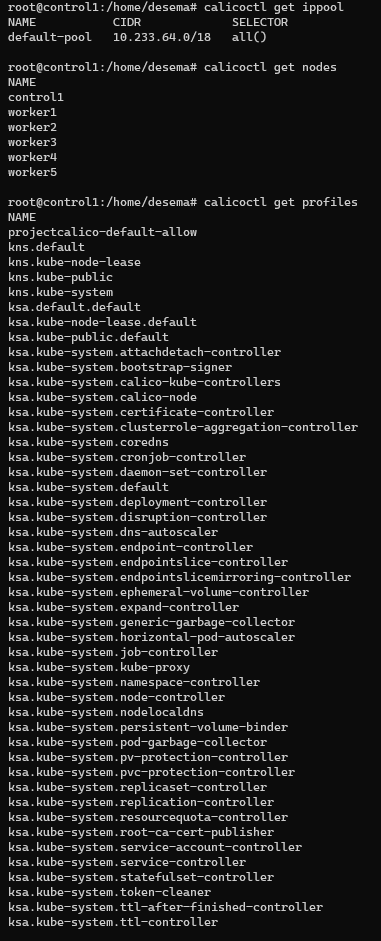 root@control1:/home/desema# calicoctl get ippool
NAME CIDR SELECTOR
default-pool 10.233.64.0/18 all()
root@control1:/home/desema# calicoctl get nodes
NAME
control1
worker1
worker2
worker3
worker4
worker5
root@control1:/home/desema# calicoctl get profiles
NAME
projectcalico-default-allow
kns.default
kns.kube-node-lease
kns.kube-public
kns.kube-system
ksa.default.default
ksa.kube-node-lease.default
ksa.kube-public.default
ksa.kube-system.attachdetach-controller
ksa.kube-system.bootstrap-signer
ksa.kube-system.calico-kube-controllers
ksa.kube-system.calico-node
ksa.kube-system.certificate-controller
ksa.kube-system.clusterrole-aggregation-controller
ksa.kube-system.coredns
ksa.kube-system.cronjob-controller
ksa.kube-system.daemon-set-controller
ksa.kube-system.default
ksa.kube-system.deployment-controller
ksa.kube-system.disruption-controller
ksa.kube-system.dns-autoscaler
ksa.kube-system.endpoint-controller
ksa.kube-system.endpointslice-controller
ksa.kube-system.endpointslicemirroring-controller
ksa.kube-system.ephemeral-volume-controller
ksa.kube-system.expand-controller
ksa.kube-system.generic-garbage-collector
ksa.kube-system.horizontal-pod-autoscaler
ksa.kube-system.job-controller
ksa.kube-system.kube-proxy
ksa.kube-system.namespace-controller
ksa.kube-system.node-controller
ksa.kube-system.nodelocaldns
ksa.kube-system.persistent-volume-binder
ksa.kube-system.pod-garbage-collector
ksa.kube-system.pv-protection-controller
ksa.kube-system.pvc-protection-controller
ksa.kube-system.replicaset-controller
ksa.kube-system.replication-controller
ksa.kube-system.resourcequota-controller
ksa.kube-system.root-ca-cert-publisher
ksa.kube-system.service-account-controller
ksa.kube-system.service-controller
ksa.kube-system.statefulset-controller
ksa.kube-system.token-cleaner
ksa.kube-system.ttl-after-finished-controller
ksa.kube-system.ttl-controller